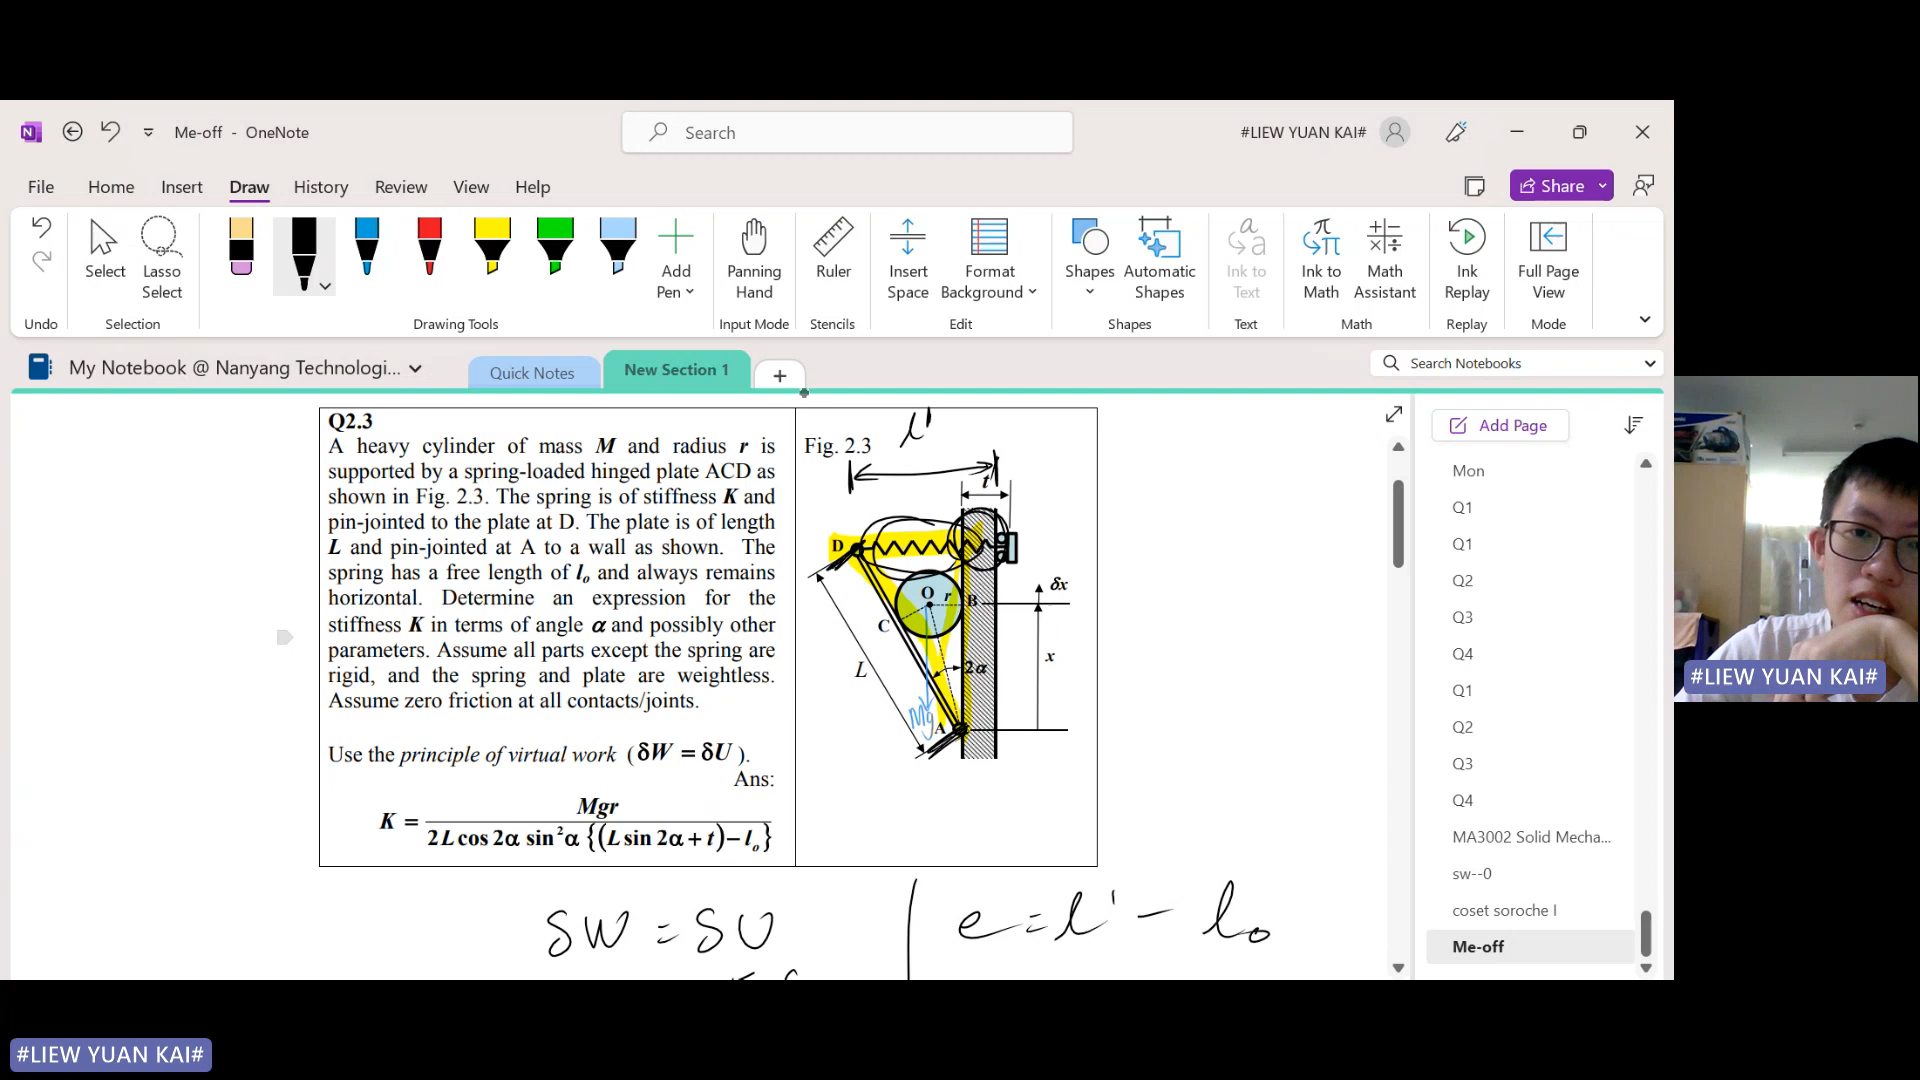 Me-off - OneNote
Search
#LIEW YUAN KAI#
File Home Insert Draw History Review View Help
Share
Select
Lasso Select
Add Pen
Panning Hand
Ruler
Insert Space
Format Background
Shapes
Automatic Shapes
Ink to Text
Ink to Math
Math Assistant
Ink Replay
Full Page View
Undo
Selection
Drawing Tools
Input Mode
Stencils
Edit
Shapes
Text
Math
Replay
Mode
My Notebook @ Nanyang Technologi...
Quick Notes
New Section 1
+
Search Notebooks
Q2.3
A heavy cylinder of mass M and radius r is
supported by a spring-loaded hinged plate ACD as
shown in Fig. 2.3. The spring is of stiffness K and
pin-jointed to the plate at D. The plate is of length
L and pin-jointed at A to a wall as shown. The
spring has a free length of lo and always remains
horizontal. Determine an expression for the
stiffness K in terms of angle α and possibly other
parameters. Assume all parts except the spring are
rigid, and the spring and plate are weightless.
Assume zero friction at all contacts/joints.
Use the principle of virtual work (δW = δU ).
Ans:
K = Mgr / 2L cos 2α sin²α {(L sin 2α + t) – lo}
l'
Fig. 2.3
t
D
O
r
B
δx
C
L
2α
x
Mg
A
δW = δU
e = l' - lo
Add Page
Mon
Q1
Q1
Q2
Q3
Q4
Q1
Q2
Q3
Q4
MA3002 Solid Mecha...
sw--0
coset soroche l
Me-off
#LIEW YUAN KAI#
#LIEW YUAN KAI#